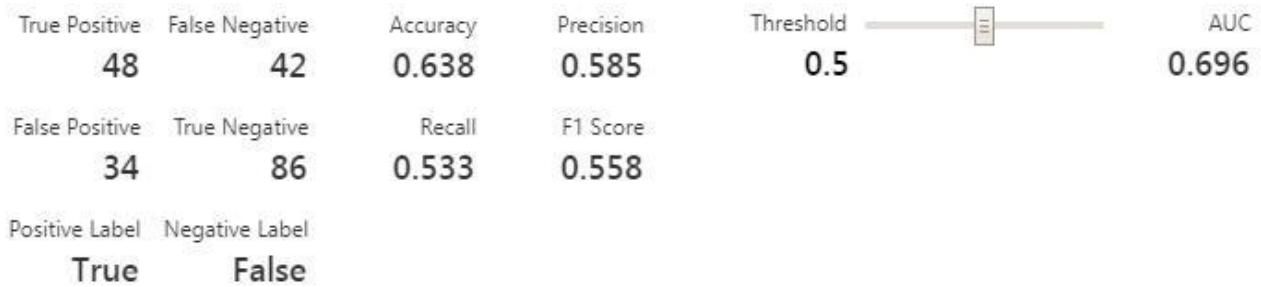 True Positive False Negative Accuracy Precision Threshold AUC
48 42 0.638 0.585 0.5 0.696
False Positive True Negative Recall F1 Score
34 86 0.533 0.558
Positive Label Negative Label
True False